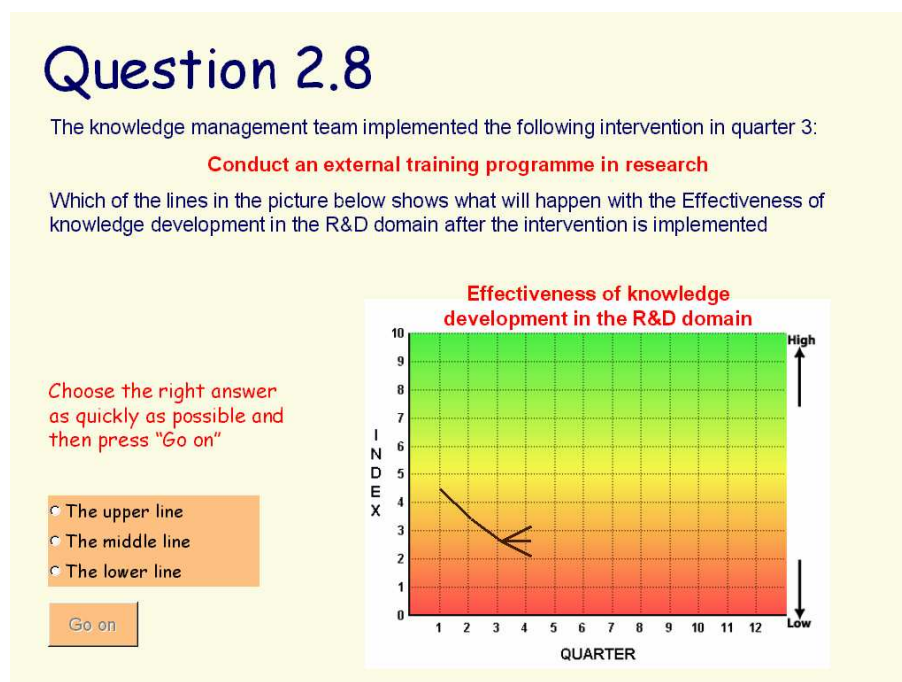 Question 2.8
The knowledge management team implemented the following intervention in quarter 3:
Conduct an external training programme in research
Which of the lines in the picture below shows what will happen with the Effectiveness of
knowledge development in the R&D domain after the intervention is implemented
Choose the right answer
as quickly as possible and
then press “Go on”
The upper line
The middle line
The lower line
Go on
Effectiveness of knowledge
development in the R&D domain
High
10
9
8
7
6
5
4
3
2
1
0
INDEX
Low
1 2 3 4 5 6 7 8 9 10 11 12
QUARTER